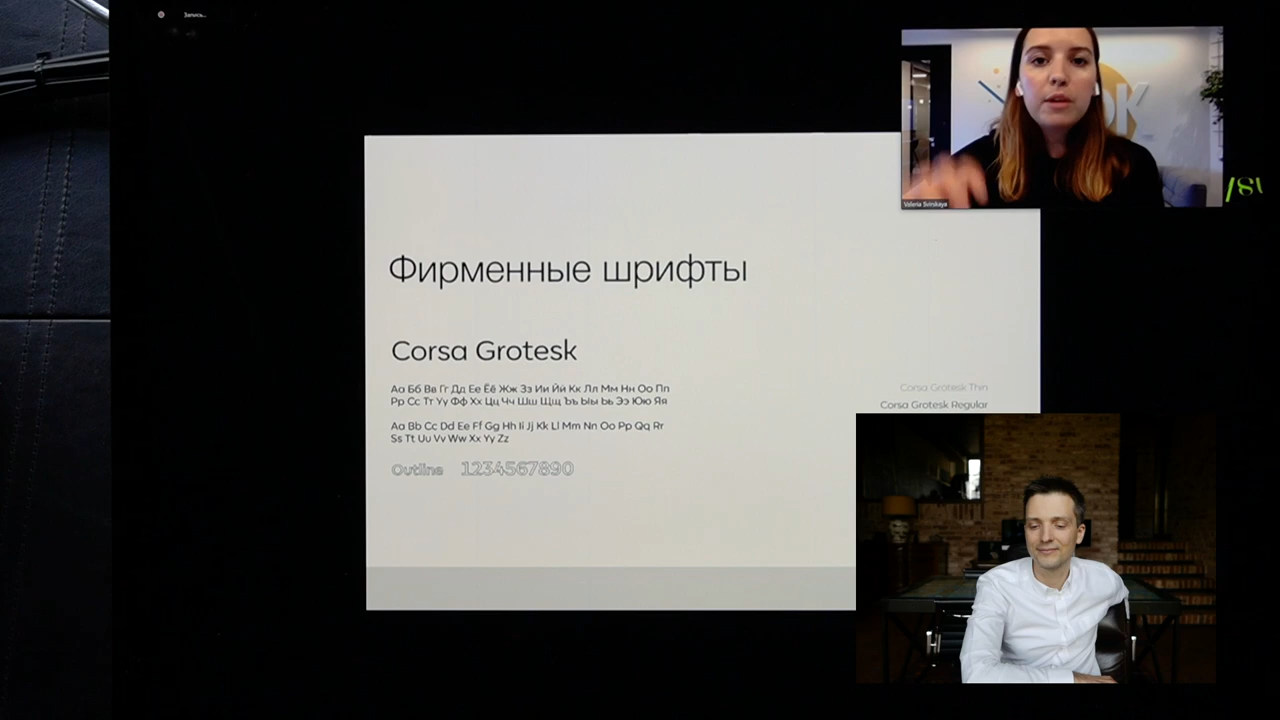 Запись...
Valeria Svirskaya
Фирменные шрифты
Corsa Grotesk
Аа Бб Вв Гг Дд Ее Ёё Жж Зз Ии Йй Кк Лл Мм Нн Оо Пп
Рр Сс Тт Уу Фф Хх Цц Чч Шш Щщ Ъъ Ыы Ьь Ээ Юю Яя
Aa Bb Cc Dd Ee Ff Gg Hh Ii Jj Kk Ll Mm Nn Oo Pp Qq Rr
Ss Tt Uu Vv Ww Xx Yy Zz
Outline 1234567890
Corsa Grotesk Thin
Corsa Grotesk Regular